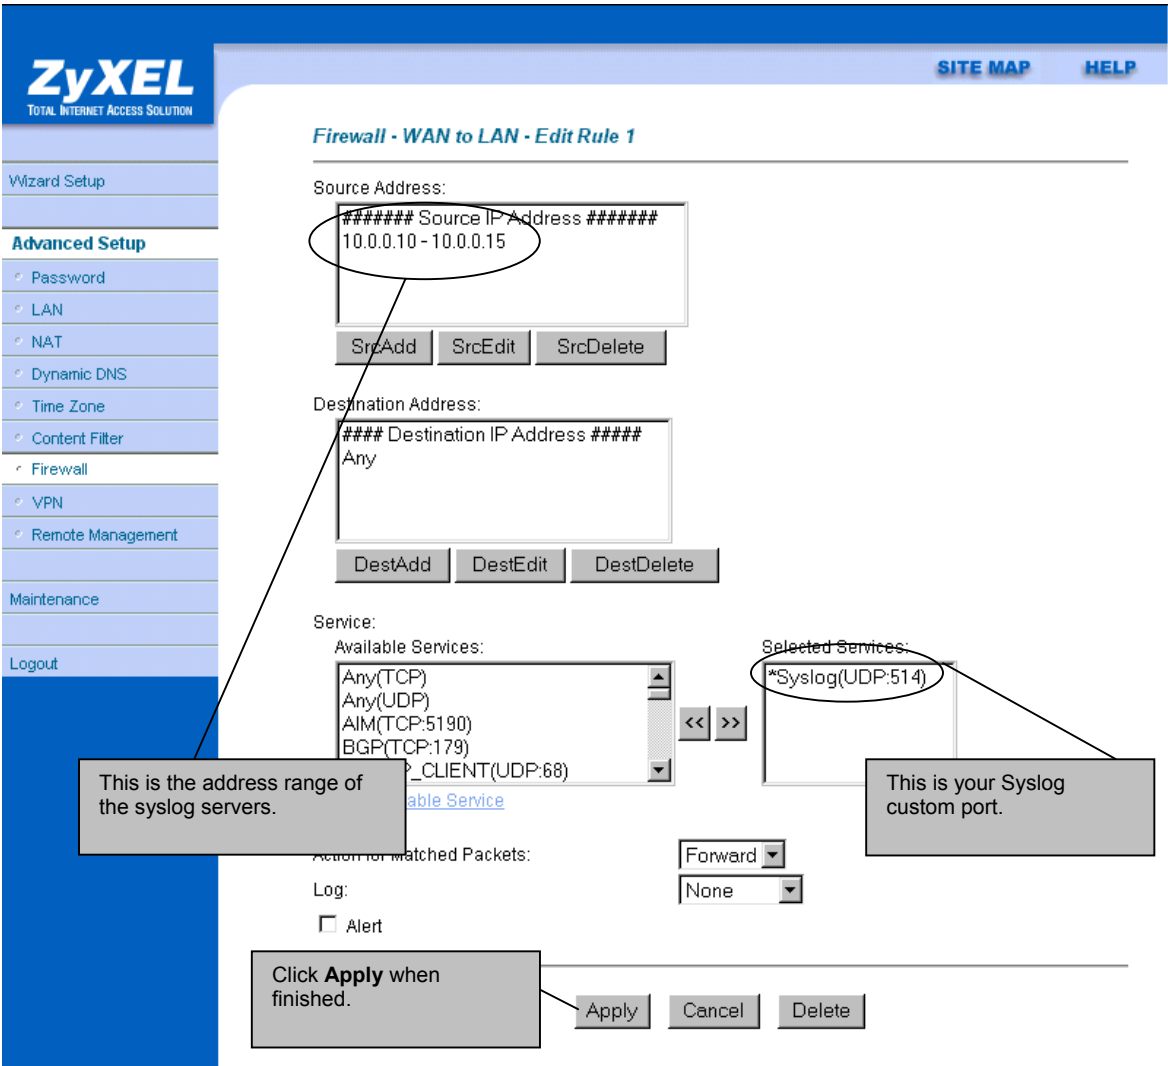 SITE MAP HELP
ZyXEL
TOTAL INTERNET ACCESS SOLUTION
Wizard Setup
Advanced Setup
Password
LAN
NAT
Dynamic DNS
Time Zone
Content Filter
Firewall
VPN
Remote Management
Maintenance
Logout
Firewall - WAN to LAN - Edit Rule 1
Source Address:
####### Source IP Address #######
10.0.0.10 - 10.0.0.15
SrcAdd SrcEdit SrcDelete
Destination Address:
#### Destination IP Address #####
Any
DestAdd DestEdit DestDelete
Service:
Available Services:
Any(TCP)
Any(UDP)
AIM(TCP:5190)
BGP(TCP:179)
P_CLIENT(UDP:68)
<< >>
Selected Services:
*Syslog(UDP:514)
This is the address range of
the syslog servers.
This is your Syslog
custom port.
able Service
Action for Matched Packets: Forward
Log: None
Alert
Click Apply when
finished.
Apply Cancel Delete